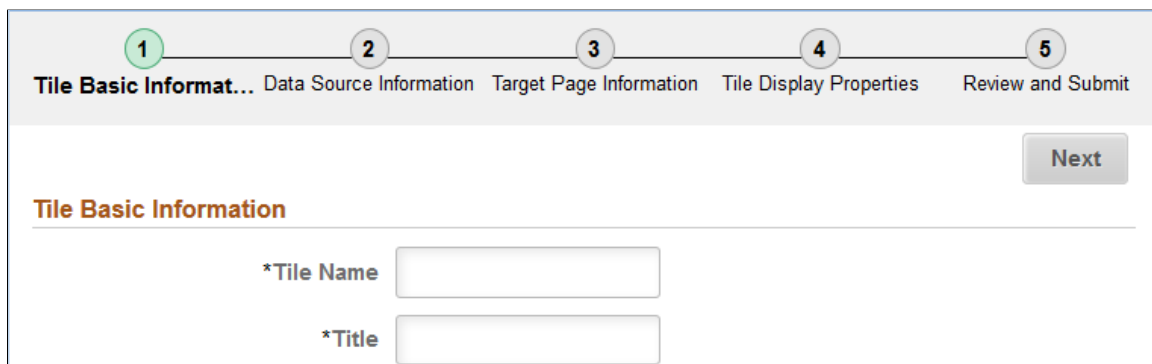 1 2 3 4 5
Tile Basic Informat... Data Source Information Target Page Information Tile Display Properties Review and Submit
Next
Tile Basic Information
*Tile Name
*Title